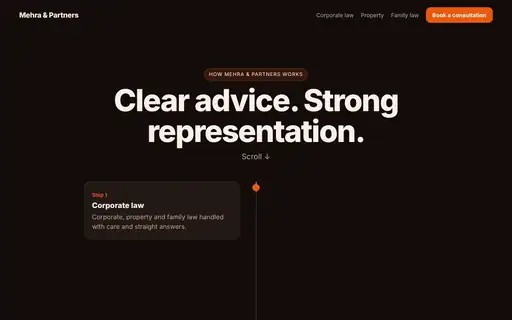 Mehra & Partners
Corporate law Property Family law Book a consultation
HOW MEHRA & PARTNERS WORKS
Clear advice. Strong
representation.
Scroll ↓
Step 1
Corporate law
Corporate, property and family law handled
with care and straight answers.